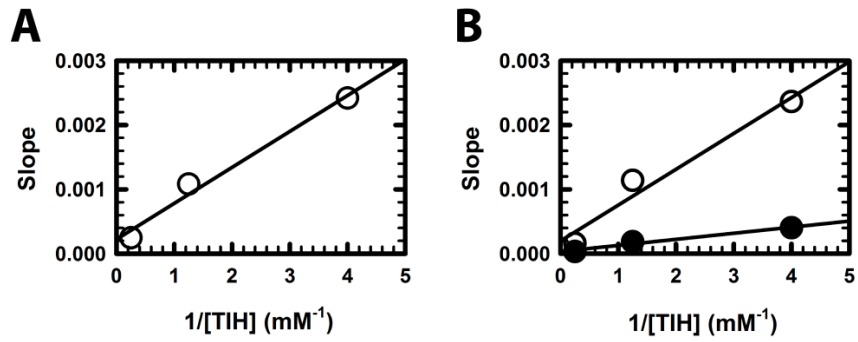 A
B
0.003
0.002
0.001
0.000
Slope
0 1 2 3 4 5
1/[TIH] (mM-1)
0.003
0.002
0.001
0.000
Slope
0 1 2 3 4 5
1/[TIH] (mM-1)